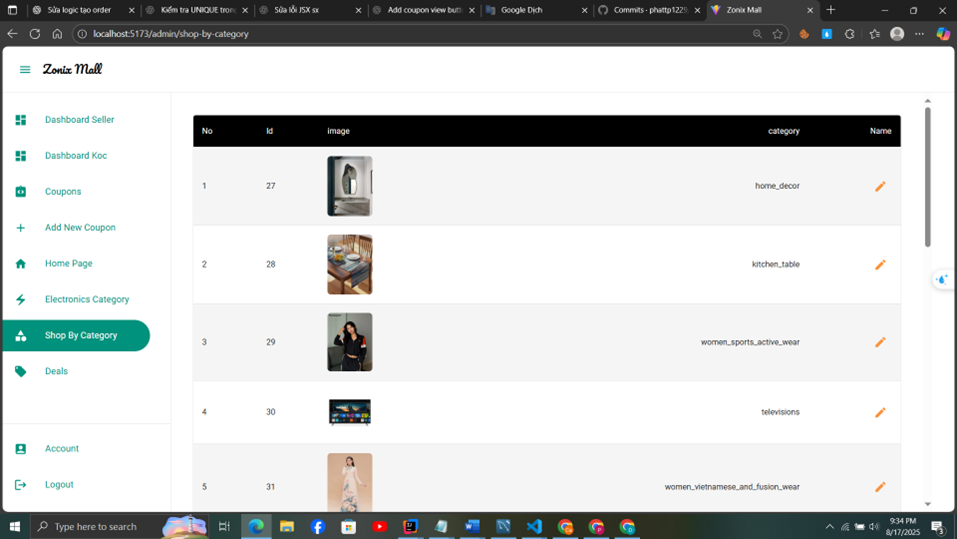 Sửa logic tạo order
Kiểm tra UNIQUE trong
Sửa lỗi JSX sx
Add coupon view butt
Google Dịch
Commits · phattp1229
Zonix Mall
localhost:5173/admin/shop-by-category
Zonix Mall
Dashboard Seller
Dashboard Koc
Coupons
Add New Coupon
Home Page
Electronics Category
Shop By Category
Deals
Account
Logout
No Id image category Name
1 27 home_decor
2 28 kitchen_table
3 29 women_sports_active_wear
4 30 televisions
5 31 women_vietnamese_and_fusion_wear
Type here to search
9:34 PM
8/17/2025
3